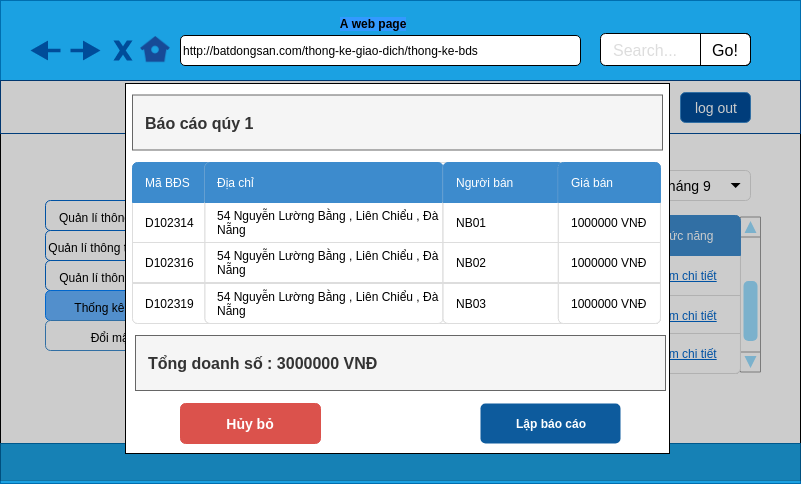 A web page
http://batdongsan.com/thong-ke-giao-dich/thong-ke-bds
Search...
Go!
log out
Báo cáo qúy 1
Mã BĐS
Địa chỉ
Người bán
Giá bán
D102314
54 Nguyễn Lường Bằng , Liên Chiểu , Đà
Nẵng
NB01
1000000 VNĐ
D102316
54 Nguyễn Lường Bằng , Liên Chiểu , Đà
Nẵng
NB02
1000000 VNĐ
D102319
54 Nguyễn Lường Bằng , Liên Chiểu , Đà
Nẵng
NB03
1000000 VNĐ
Tổng doanh số : 3000000 VNĐ
Hủy bỏ
Lập báo cáo
Quản lí thôn
Quản lí thông t
Quản lí thôn
Thống kê
Đổi mậ
háng 9
ức năng
m chi tiết
m chi tiết
m chi tiết